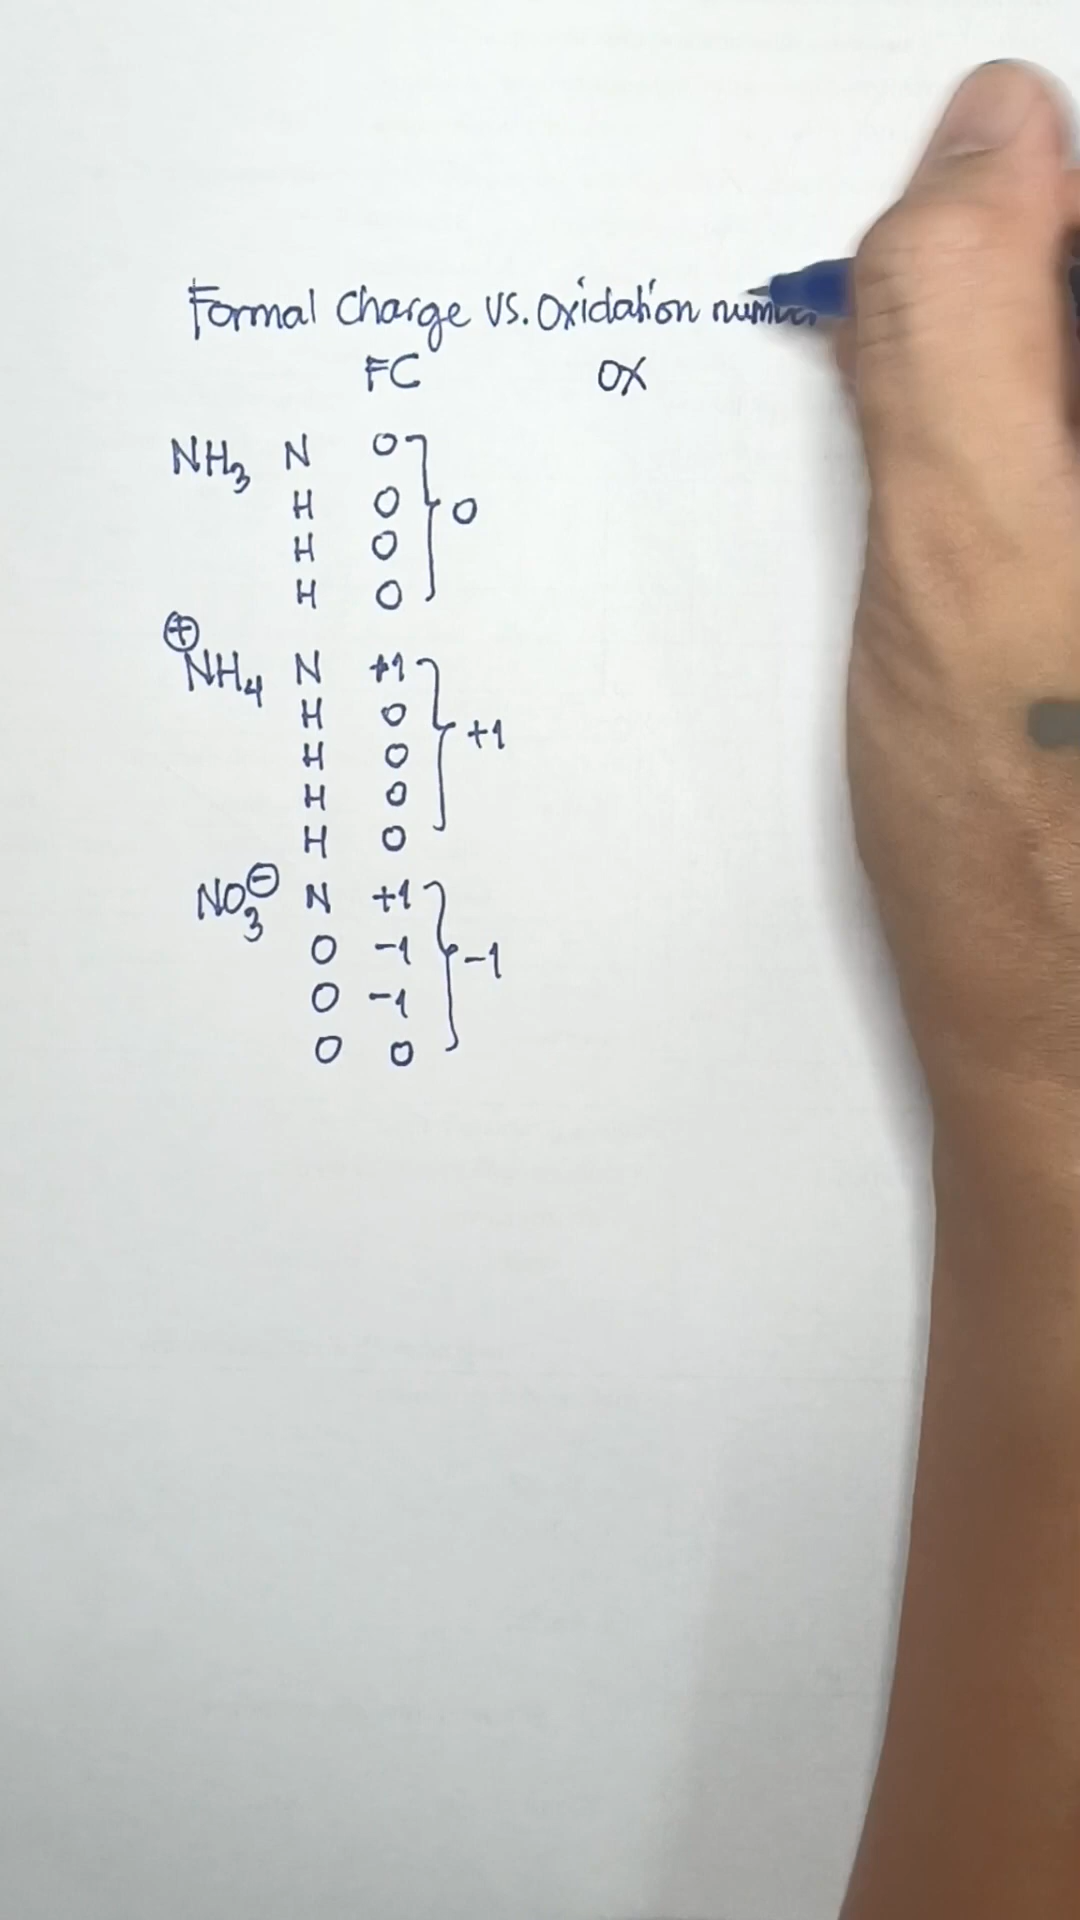 Formal Charge VS. Oxidation number
FC OX
NH3 N 0
H 0 0
H 0
H 0
⊕
NH4 N +1
H 0 +1
H 0
H 0
H 0
NO3⊖ N +1
O -1 -1
O -1
O 0